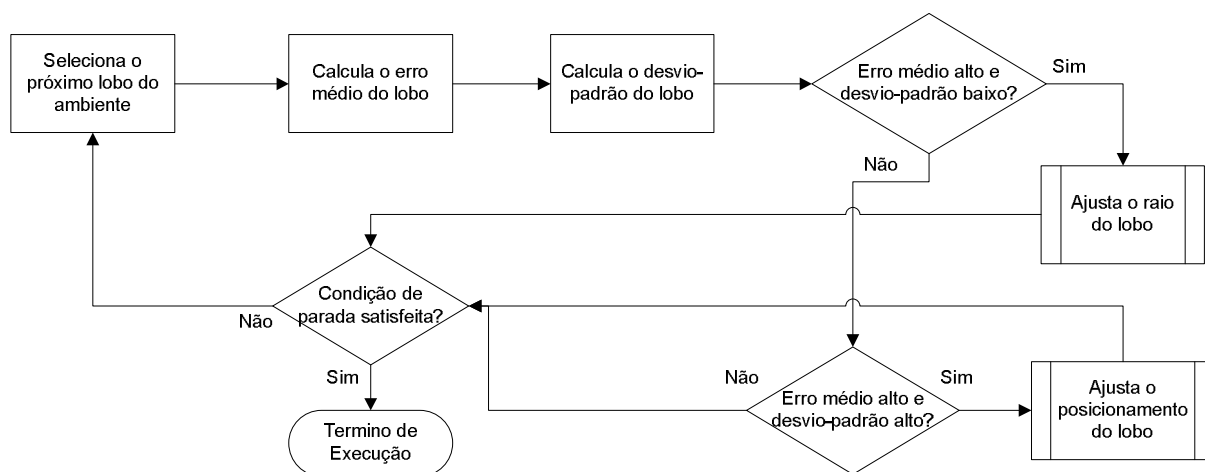 Seleciona o
próximo lobo do
ambiente
Calcula o erro
médio do lobo
Calcula o desvio-
padrão do lobo
Erro médio alto e
desvio-padrão baixo?
Sim
Não
Ajusta o raio
do lobo
Condição de
parada satisfeita?
Não
Sim
Termino de
Execução
Erro médio alto e
desvio-padrão alto?
Não
Sim
Ajusta o
posicionamento
do lobo